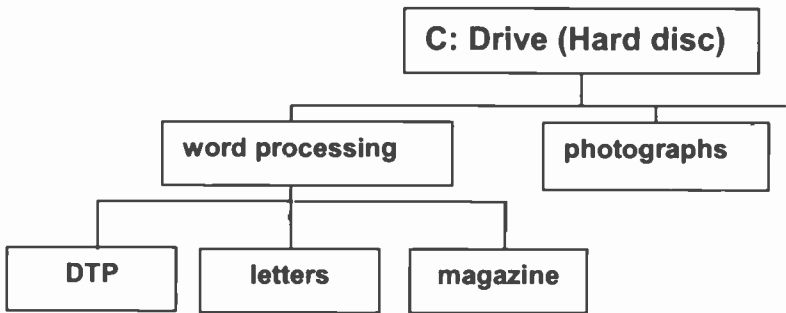 C: Drive (Hard disc)
word processing
photographs
DTP
letters
magazine